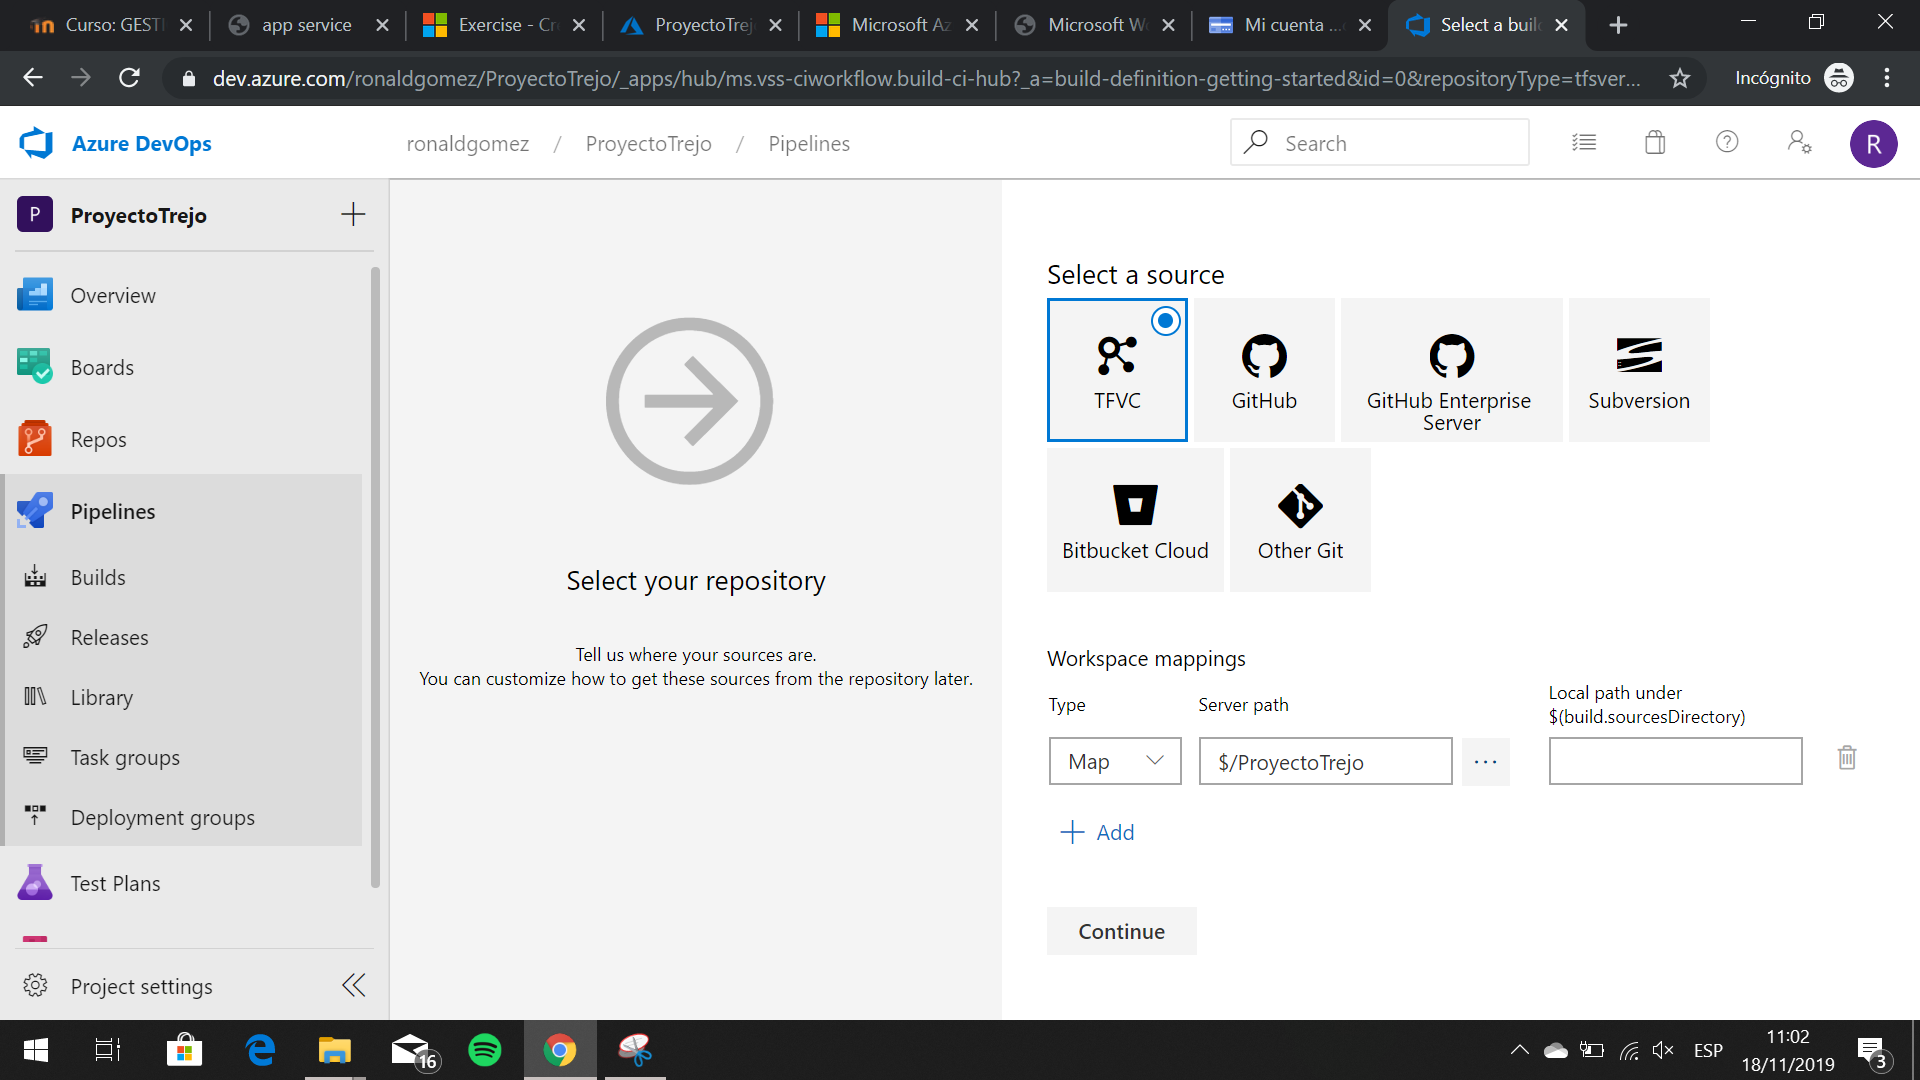 Curso: GESTI
app service
Exercise - Cre
ProyectoTrej
Microsoft Az
Microsoft Wo
Mi cuenta ...
Select a buil
dev.azure.com/ronaldgomez/ProyectoTrejo/_apps/hub/ms.vss-ciworkflow.build-ci-hub?_a=build-definition-getting-started&id=0&repositoryType=tfsver...
Incógnito
Azure DevOps
ronaldgomez / ProyectoTrejo / Pipelines
Search
R
P
ProyectoTrejo
Overview
Boards
Repos
Pipelines
Builds
Releases
Library
Task groups
Deployment groups
Test Plans
Project settings
Select your repository
Tell us where your sources are.
You can customize how to get these sources from the repository later.
Select a source
TFVC
GitHub
GitHub Enterprise
Server
Subversion
Bitbucket Cloud
Other Git
Workspace mappings
Type
Server path
Local path under
$(build.sourcesDirectory)
Map
$/ProyectoTrejo
...
Add
Continue
16
ESP
11:02
18/11/2019
3